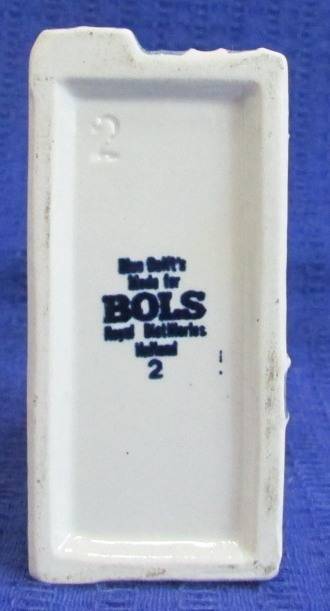 2
Blue Delft's
Made for
BOLS
Royal Distilleries
Holland
2